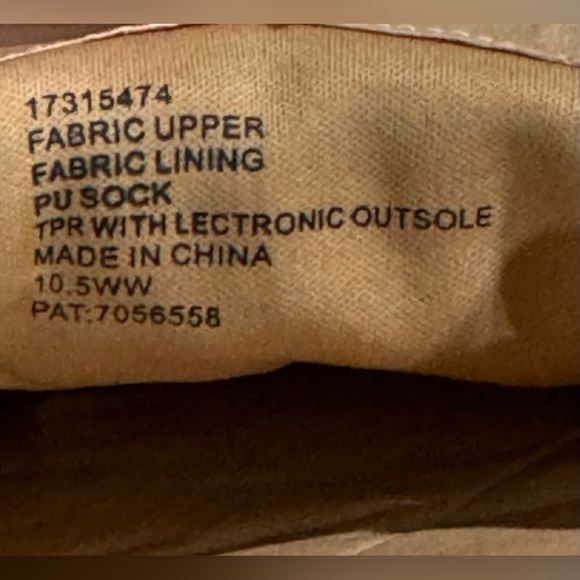 17315474
FABRIC UPPER
FABRIC LINING
PU SOCK
TPR WITH LECTRONIC OUTSOLE
MADE IN CHINA
10.5WW
PAT:7056558